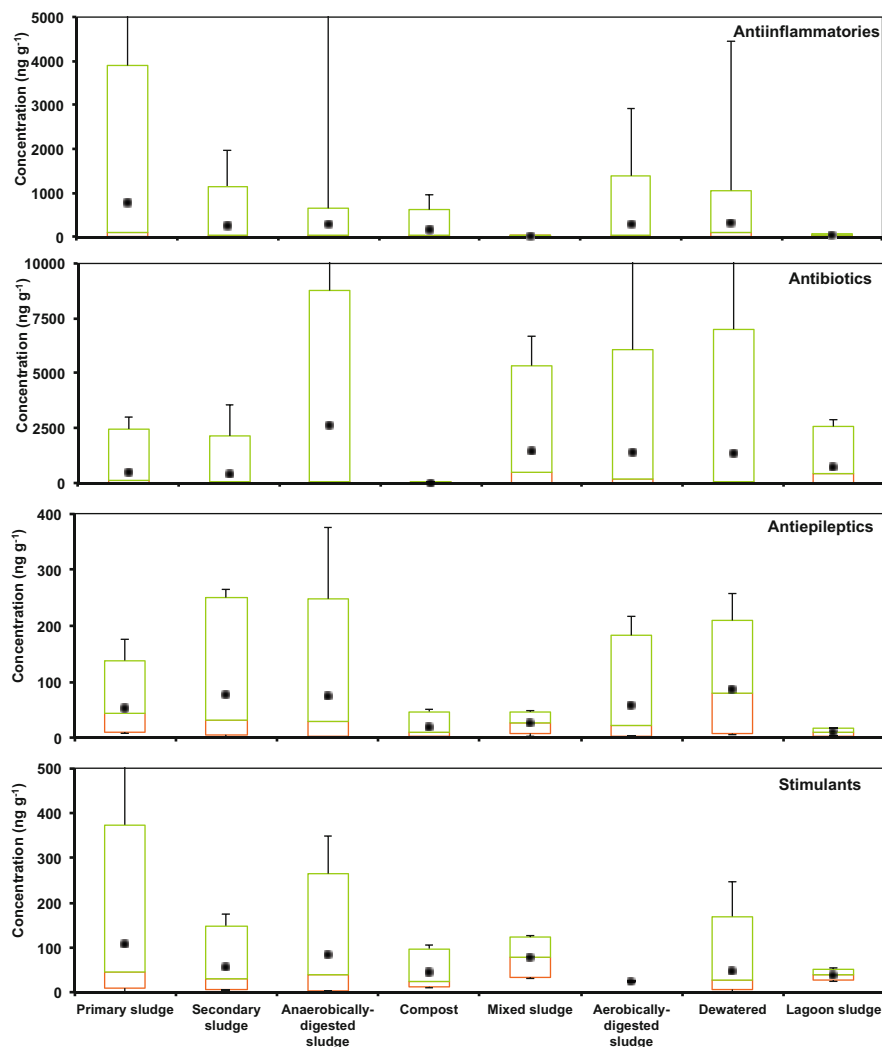 Antiinflammatories
Concentration (ng g-1)
5000
4000
3000
2000
1000
0
Antibiotics
Concentration (ng g-1)
10000
7500
5000
2500
0
Antiepileptics
Concentration (ng g-1)
400
300
200
100
0
Stimulants
Concentration (ng g-1)
500
400
300
200
100
0
Primary sludge
Secondary
sludge
Anaerobically-
digested
sludge
Compost
Mixed sludge
Aerobically-
digested
sludge
Dewatered
Lagoon sludge